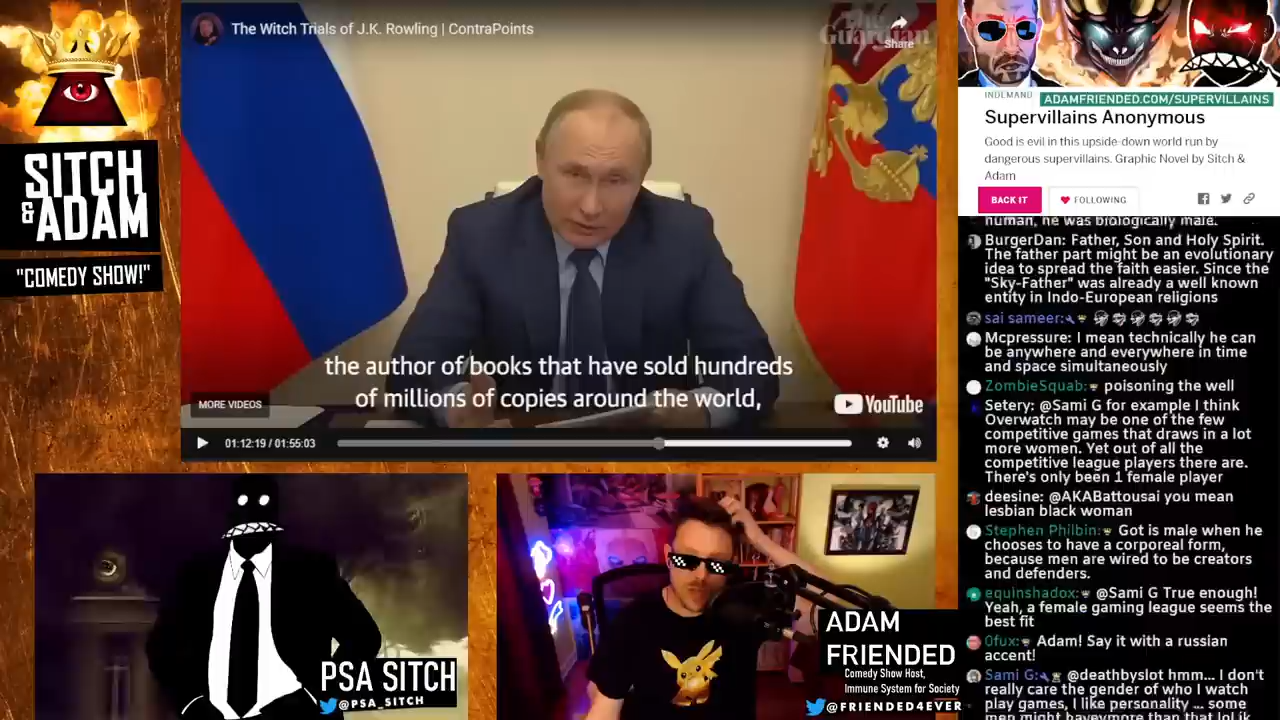 The Witch Trials of J.K. Rowling | ContraPoints
The Guardian
Share
the author of books that have sold hundreds
of millions of copies around the world,
MORE VIDEOS
YouTube
01:12:19 / 01:55:03
SITCH
& ADAM
"COMEDY SHOW!"
PSA SITCH
@PSA_SITCH
ADAM
FRIENDED
Comedy Show Host,
Immune System for Society
@FRIENDED4EVER
INDEMAND
ADAMFRIENDED.COM/SUPERVILLAINS
Supervillains Anonymous
Good is evil in this upside-down world run by
dangerous supervillains. Graphic Novel by Sitch &
Adam
BACK IT
FOLLOWING
human, he was biologically male.
BurgerDan: Father, Son and Holy Spirit.
The father part might be an evolutionary
idea to spread the faith easier. Since the
"Sky-Father" was already a well known
entity in Indo-European religions
sai sameer:
Mcpressure: I mean technically he can
be anywhere and everywhere in time
and space simultaneously
ZombieSquab: poisoning the well
Setery: @Sami G for example I think
Overwatch may be one of the few
competitive games that draws in a lot
more women. Yet out of all the
competitive league players there are.
There's only been 1 female player
deesine: @AKABattousai you mean
lesbian black woman
Stephen Philbin: Got is male when he
chooses to have a corporeal form,
because men are wired to be creators
and defenders.
equinshadox: @Sami G True enough!
Yeah, a female gaming league seems the
best fit
Qfux: Adam! Say it with a russian
accent!
Sami G: @deathbyslot hmm... I don't
really care the gender of who I watch
play games, I like personality ... some
men might havevmore than that lol ik